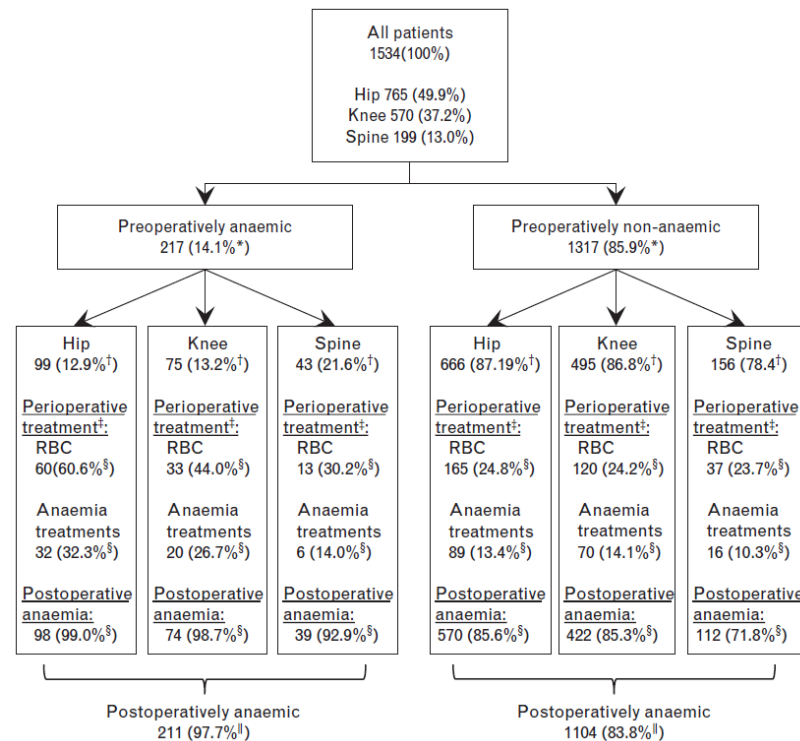 All patients
1534(100%)
Hip 765 (49.9%)
Knee 570 (37.2%)
Spine 199 (13.0%)
Preoperatively anaemic
217 (14.1%*)
Preoperatively non-anaemic
1317 (85.9%*)
Hip
99 (12.9%†)
Perioperative
treatment‡:
RBC
60(60.6%§)
Anaemia
treatments
32 (32.3%§)
Postoperative
anaemia:
98 (99.0%§)
Knee
75 (13.2%†)
Perioperative
treatment‡:
RBC
33 (44.0%§)
Anaemia
treatments
20 (26.7%§)
Postoperative
anaemia:
74 (98.7%§)
Spine
43 (21.6%†)
Perioperative
treatment‡:
RBC
13 (30.2%§)
Anaemia
treatments
6 (14.0%§)
Postoperative
anaemia:
39 (92.9%§)
Hip
666 (87.19%†)
Perioperative
treatment‡:
RBC
165 (24.8%§)
Anaemia
treatments
89 (13.4%§)
Postoperative
anaemia:
570 (85.6%§)
Knee
495 (86.8%†)
Perioperative
treatment‡:
RBC
120 (24.2%§)
Anaemia
treatments
70 (14.1%§)
Postoperative
anaemia:
422 (85.3%§)
Spine
156 (78.4†)
Perioperative
treatment‡:
RBC
37 (23.7%§)
Anaemia
treatments
16 (10.3%§)
Postoperative
anaemia:
112 (71.8%§)
Postoperatively anaemic
211 (97.7%‖)
Postoperatively anaemic
1104 (83.8%‖)